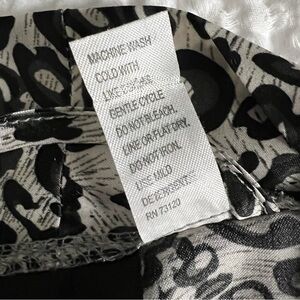 MACHINE WASH
COLD WITH
LIKE COLORS.
GENTLE CYCLE
DO NOT BLEACH.
LINE OR FLAT DRY.
DO NOT IRON.
USE MILD
DETERGENT.
RN 73120